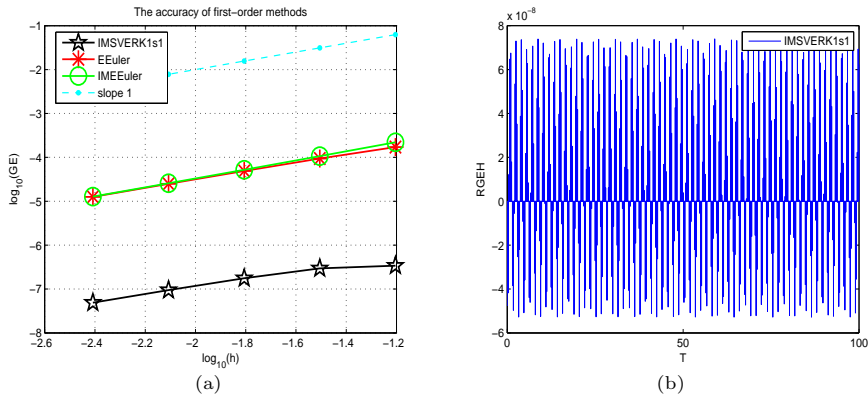 The accuracy of first−order methods
−1
−2
−3
−4
−5
−6
−7
−8
log10(GE)
IMSVERK1s1
EEuler
IMEEuler
slope 1
−2.6
−2.4
−2.2
−2
−1.8
−1.6
−1.4
−1.2
log10(h)
(a)
x 10−8
8
6
4
2
0
−2
−4
−6
RGEH
IMSVERK1s1
0
50
100
T
(b)